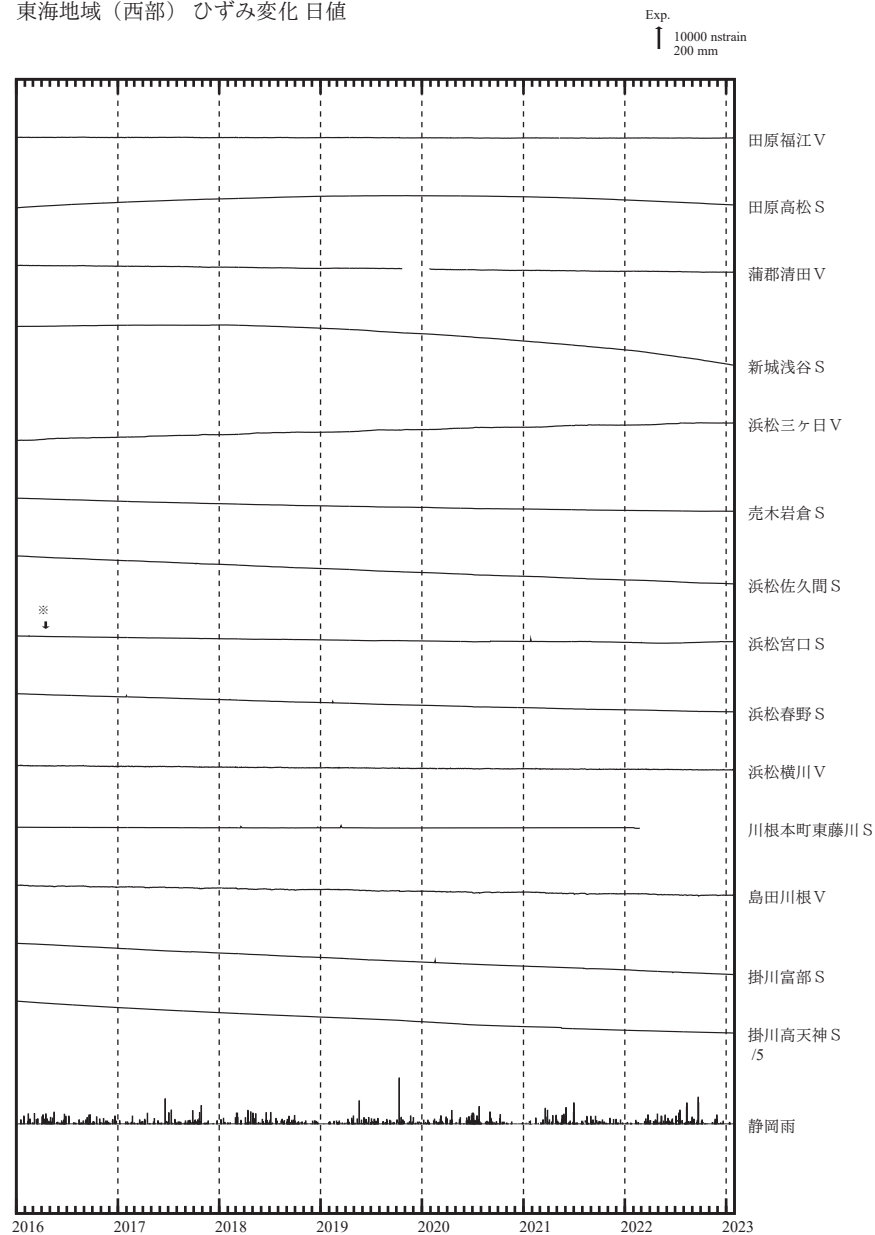 東海地域（西部） ひずみ変化 日値
Exp.
10000 nstrain
200 mm
田原福江Ｖ
田原高松Ｓ
蒲郡清田Ｖ
新城浅谷Ｓ
浜松三ヶ日Ｖ
売木岩倉Ｓ
浜松佐久間Ｓ
※
浜松宮口Ｓ
浜松春野Ｓ
浜松横川Ｖ
川根本町東藤川Ｓ
島田川根Ｖ
掛川富部Ｓ
掛川高天神Ｓ
/5
静岡雨
2016 2017 2018 2019 2020 2021 2022 2023